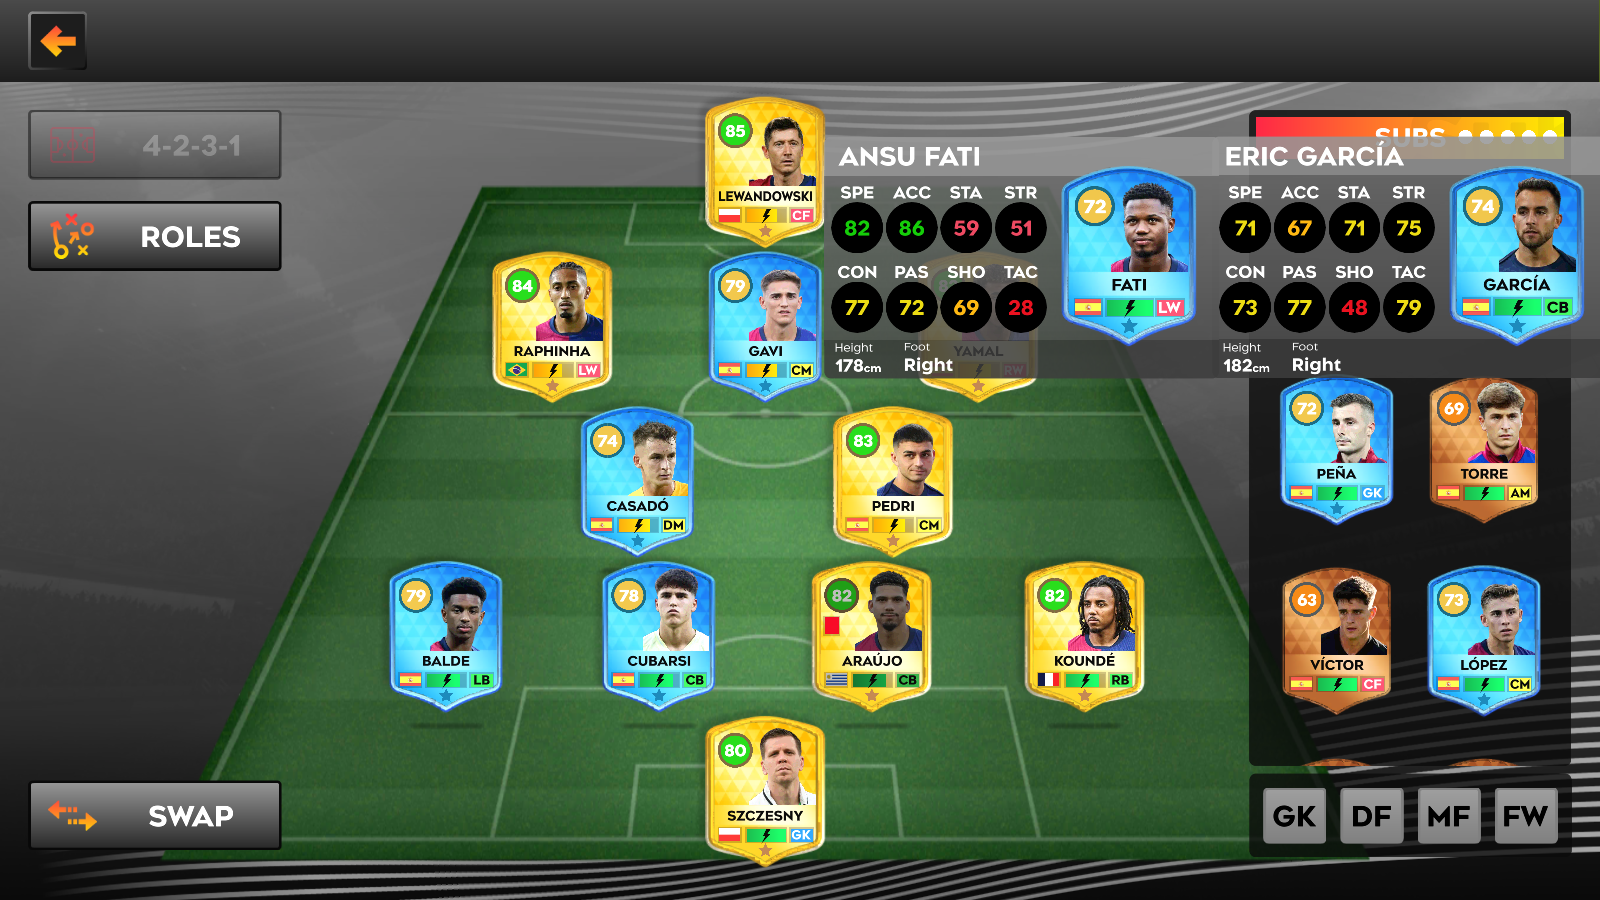 4-2-3-1
ROLES
SWAP
85
LEWANDOWSKI
CF
84
RAPHINHA
LW
79
GAVI
CM
YAMAL
RW
74
CASADÓ
DM
83
PEDRI
CM
79
BALDE
LB
78
CUBARSI
CB
82
ARAÚJO
CB
82
KOUNDÉ
RB
80
SZCZESNY
GK
ANSU FATI
SPE ACC STA STR
82 86 59 51
CON PAS SHO TAC
77 72 69 28
Height Foot
178cm Right
72
FATI
LW
SUBS
ERIC GARCÍA
SPE ACC STA STR
71 67 71 75
CON PAS SHO TAC
73 77 48 79
Height Foot
182cm Right
74
GARCÍA
CB
72
PEÑA
GK
69
TORRE
AM
63
VÍCTOR
CF
73
LÓPEZ
CM
GK DF MF FW